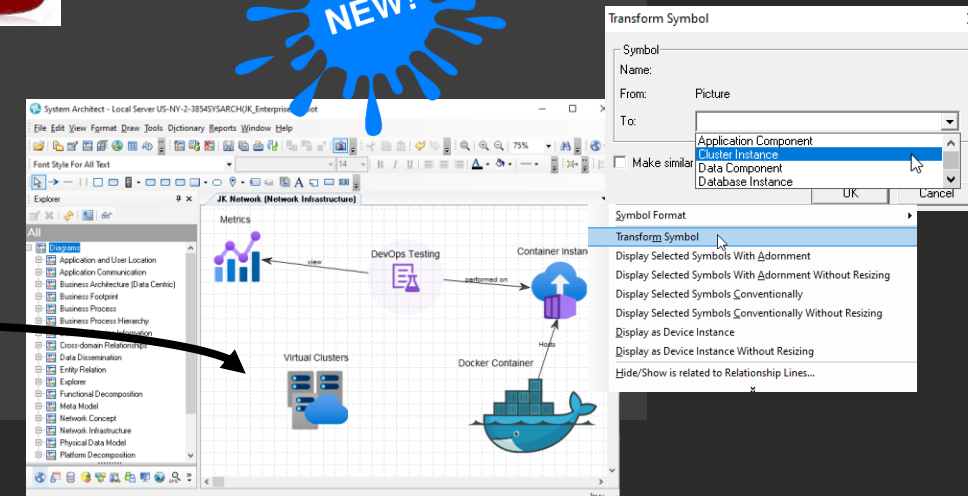 NEW!
Transform Symbol
Symbol
Name:
From: Picture
To:
Application Component
Cluster Instance
Data Component
Database Instance
Make similar
OK Cancel
System Architect - Local Server US-NY-2-3854SYSARCH(JK_Enterprise
File Edit View Format Draw Tools Dictionary Reports Window Help
75%
Font Style For All Text
14
B I U
Explorer
JK Network (Network Infrastructure)
All
Diagrams
Application and User Location
Application Communication
Business Architecture (Data Centric)
Business Footprint
Business Process
Business Process Hierarchy
Information
Cross-domain Relationships
Data Dissemination
Entity Relation
Explorer
Functional Decomposition
Meta Model
Network Concept
Network Infrastructure
Physical Data Model
Platform Decomposition
Metrics
view
DevOps Testing
performed on
Container Instan
Hosts
Virtual Clusters
Docker Container
Symbol Format
Transform Symbol
Display Selected Symbols With Adornment
Display Selected Symbols With Adornment Without Resizing
Display Selected Symbols Conventionally
Display Selected Symbols Conventionally Without Resizing
Display as Device Instance
Display as Device Instance Without Resizing
Hide/Show is related to Relationship Lines...